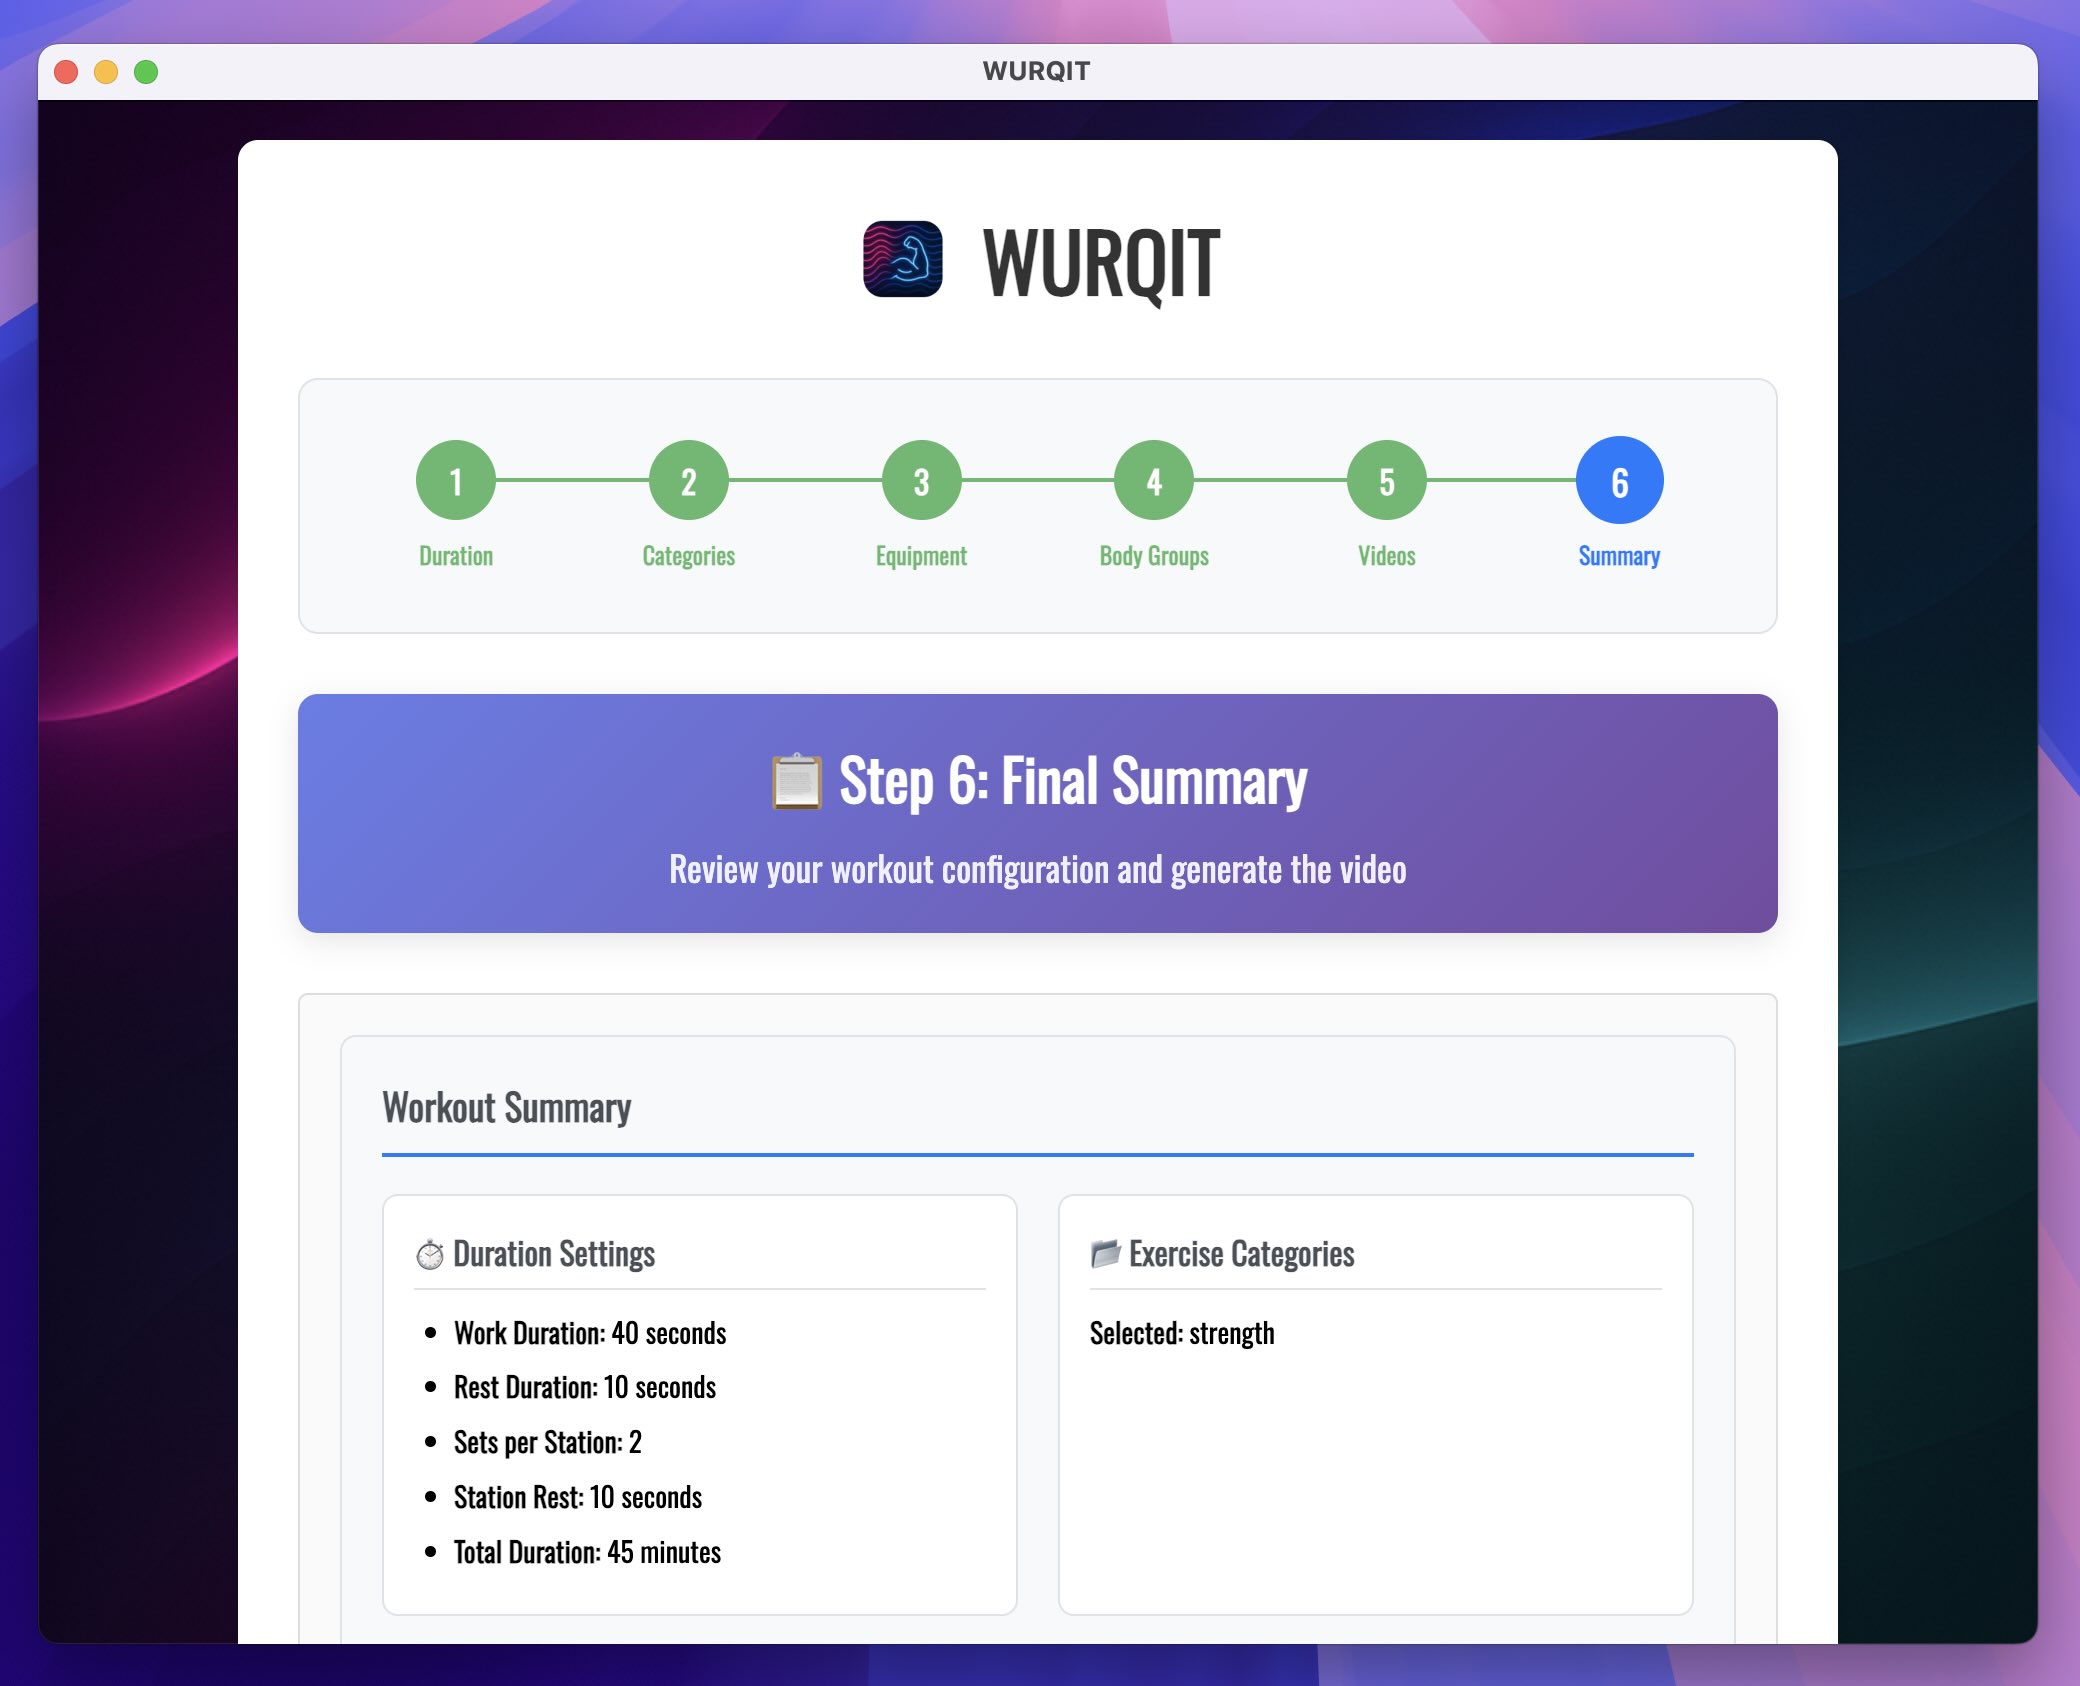 WURQIT
WURQIT
1 2 3 4 5 6
Duration Categories Equipment Body Groups Videos Summary
Step 6: Final Summary
Review your workout configuration and generate the video
Workout Summary
Duration Settings
Work Duration: 40 seconds
Rest Duration: 10 seconds
Sets per Station: 2
Station Rest: 10 seconds
Total Duration: 45 minutes
Exercise Categories
Selected: strength